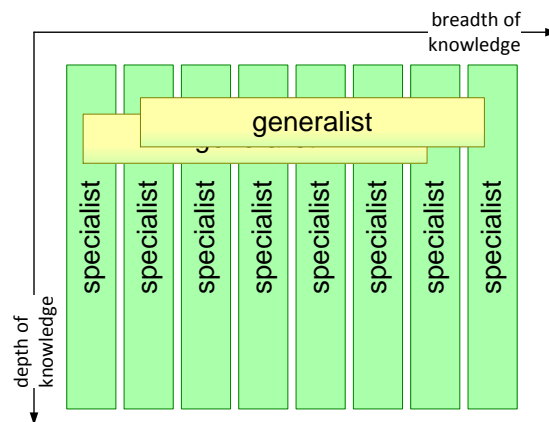 breadth of
knowledge
generalist
specialist
specialist
specialist
specialist
specialist
specialist
specialist
specialist
depth of
knowledge